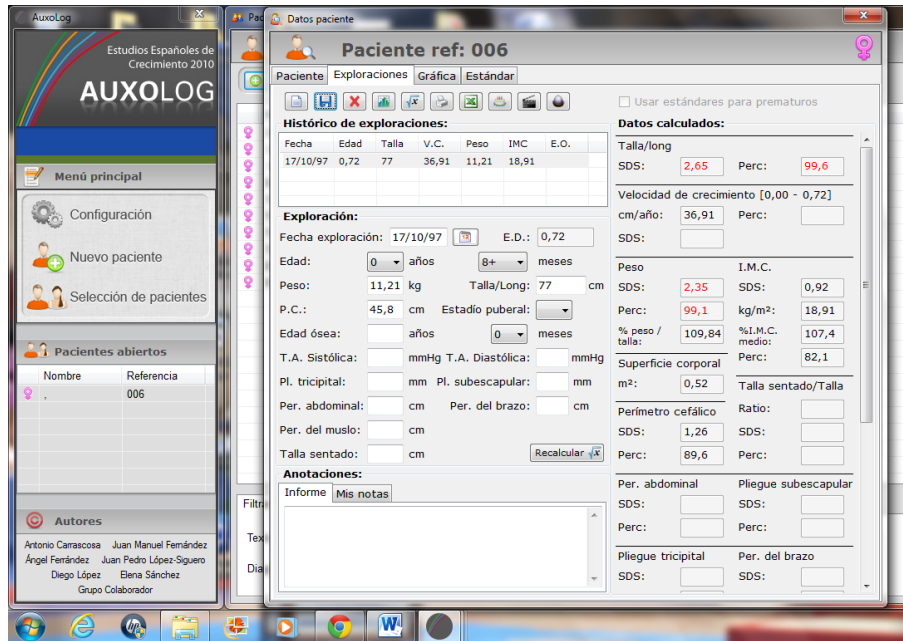 AuxoLog
Estudios Españoles de
Crecimiento 2010
AUXOLOG
Menú principal
Configuración
Nuevo paciente
Selección de pacientes
Pacientes abiertos
Nombre Referencia
, 006
Autores
Antonio Carrascosa Juan Manuel Fernández
Ángel Ferrández Juan Pedro López-Siguero
Diego López Elena Sánchez
Grupo Colaborador
Pac
Filtra
Tex
Dia
Datos paciente
Paciente ref: 006
Paciente Exploraciones Gráfica Estándar
Histórico de exploraciones:
Fecha Edad Talla V.C. Peso IMC E.O.
17/10/97 0,72 77 36,91 11,21 18,91
Exploración:
Fecha exploración: 17/10/97 E.D.: 0,72
Edad: 0 años 8+ meses
Peso: 11,21 kg Talla/Long: 77 cm
P.C.: 45,8 cm Estadío puberal:
Edad ósea: años 0 meses
T.A. Sistólica: mmHg T.A. Diastólica: mmHg
Pl. tricipital: mm Pl. subescapular: mm
Per. abdominal: cm Per. del brazo: cm
Per. del muslo: cm
Talla sentado: cm Recalcular √x
Anotaciones:
Informe Mis notas
Usar estándares para prematuros
Datos calculados:
Talla/long
SDS: 2,65 Perc: 99,6
Velocidad de crecimiento [0,00 - 0,72]
cm/año: 36,91 Perc:
SDS:
Peso I.M.C.
SDS: 2,35 SDS: 0,92
Perc: 99,1 kg/m²: 18,91
% peso / talla: 109,84 %I.M.C. medio: 107,4
Perc: 82,1
Superficie corporal
m²: 0,52 Talla sentado/Talla
Perímetro cefálico Ratio:
SDS: 1,26 SDS:
Perc: 89,6 Perc:
Per. abdominal Pliegue subescapular
SDS: SDS:
Perc: Perc:
Pliegue tricipital Per. del brazo
SDS: SDS: